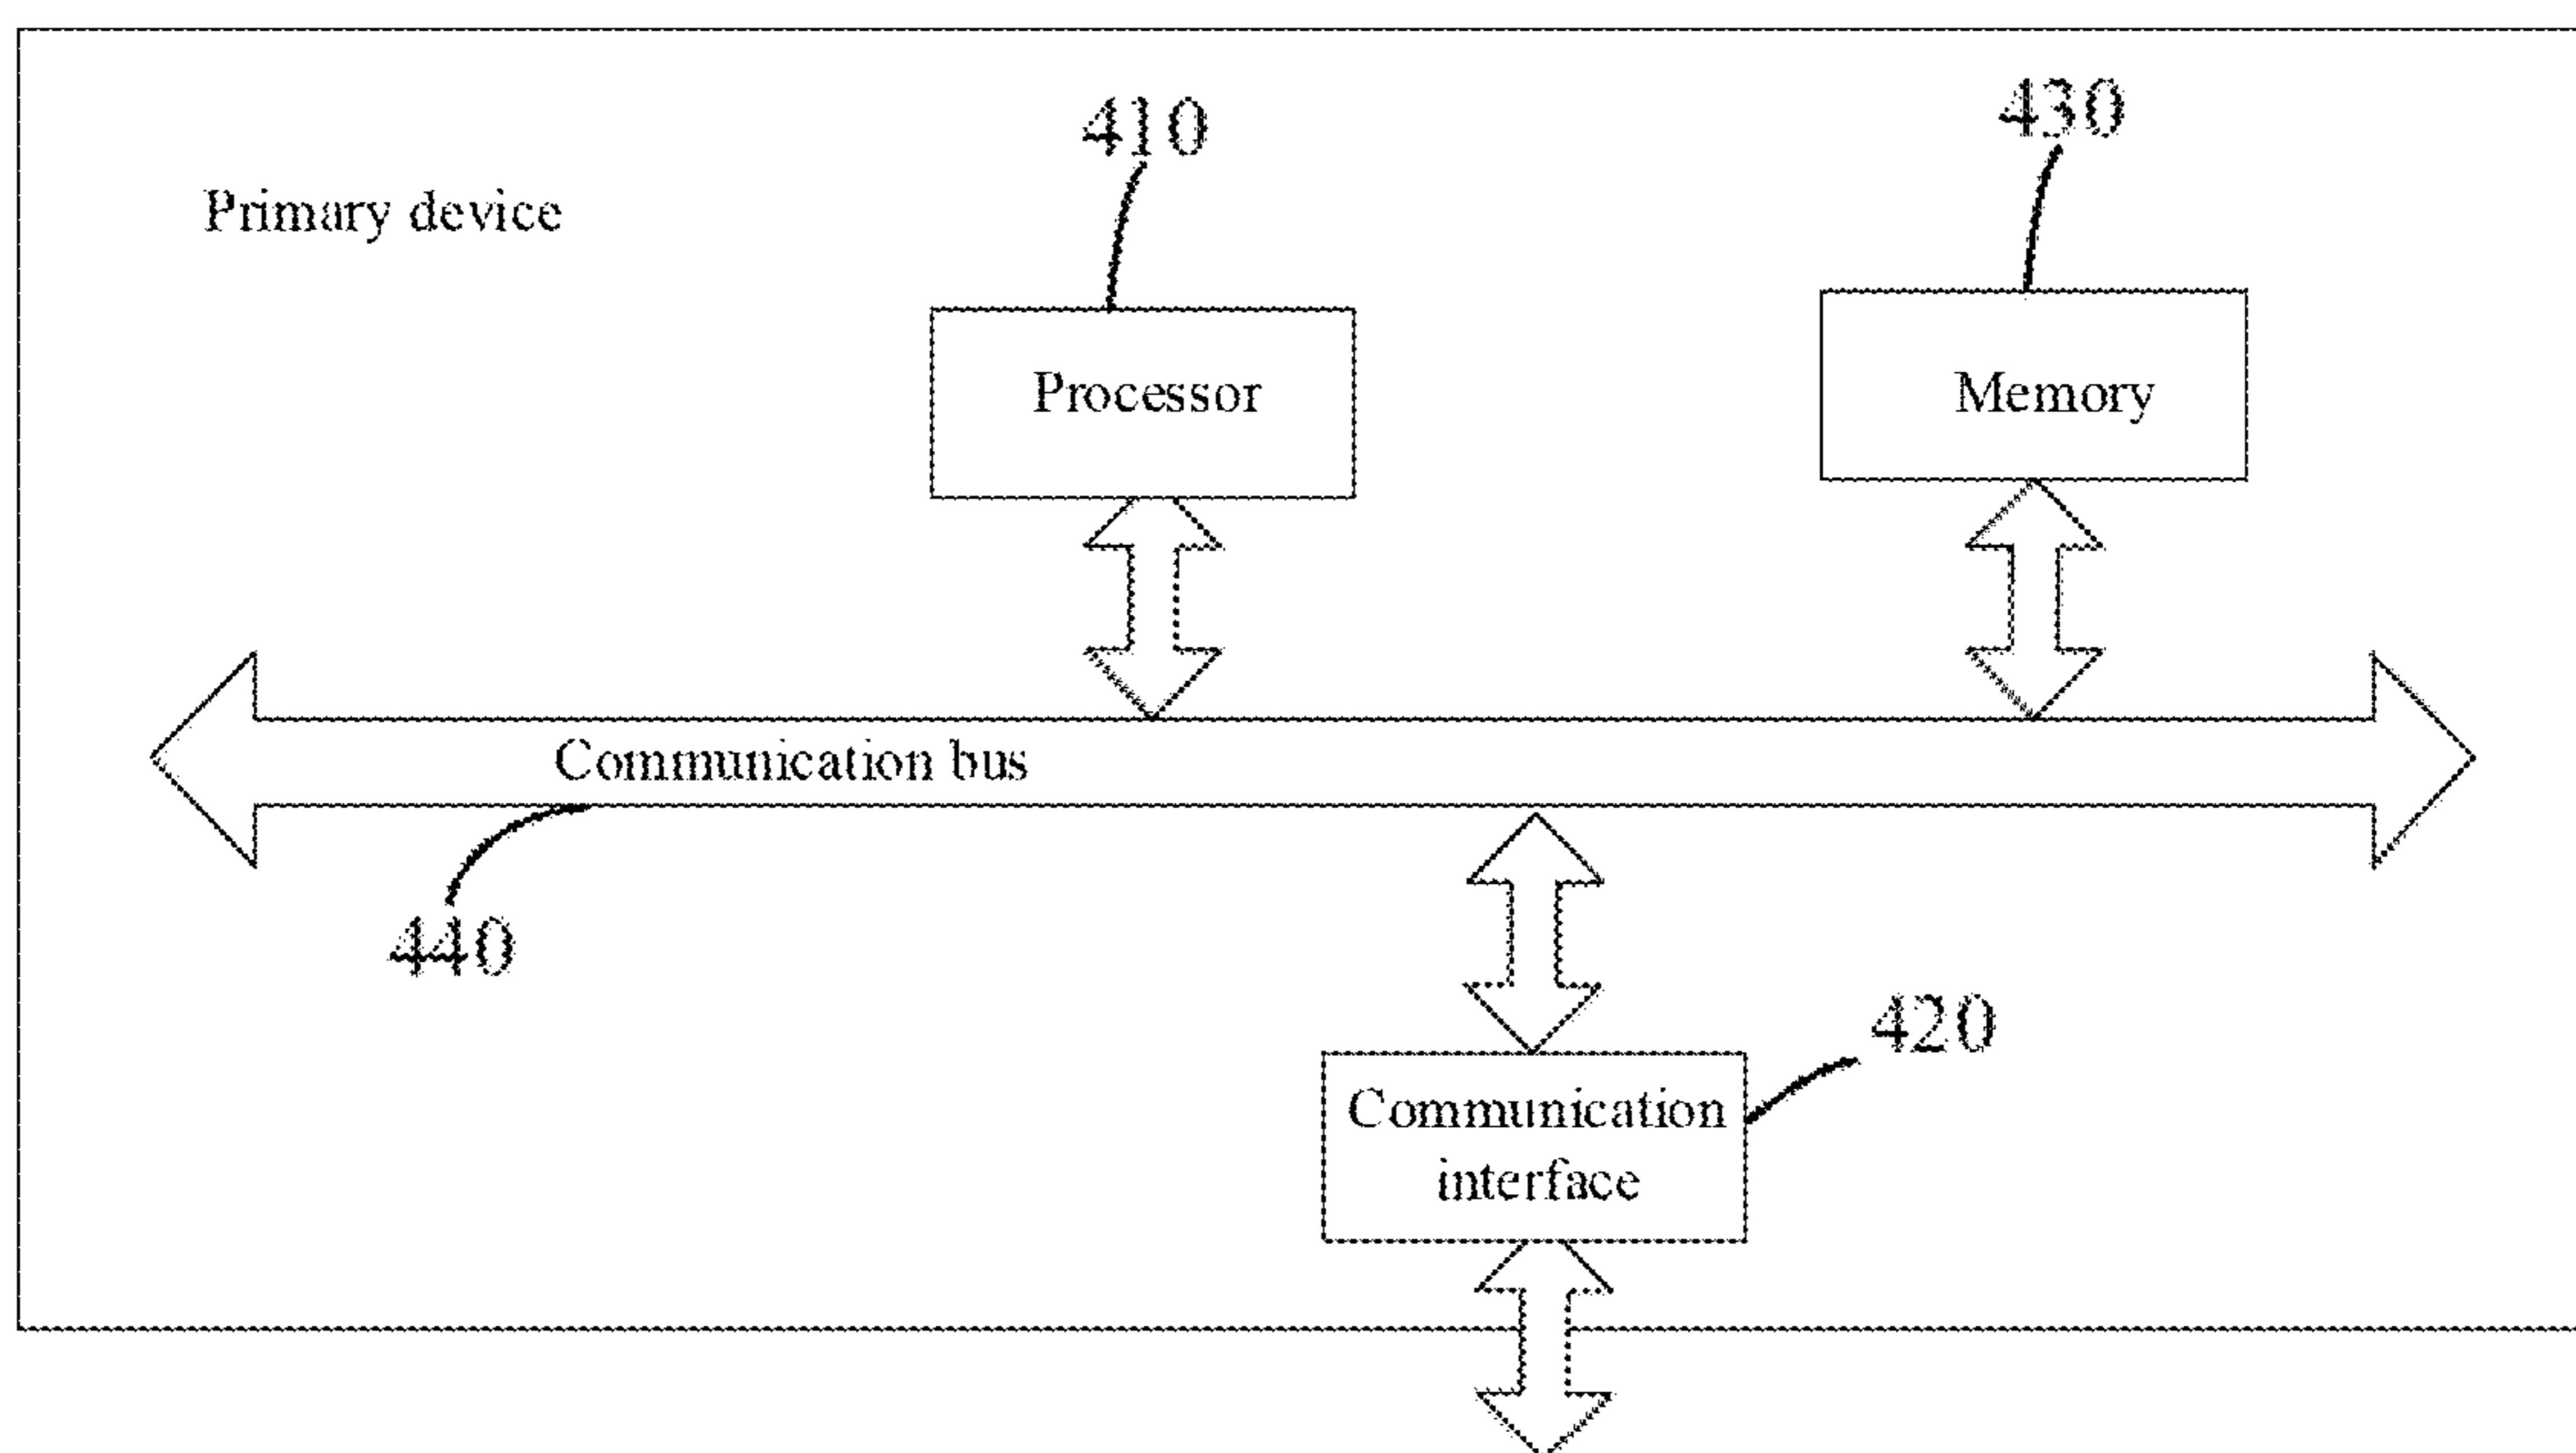 410
430
Primary device
Processor
Memory
Communication bus
440
420
Communication
interface